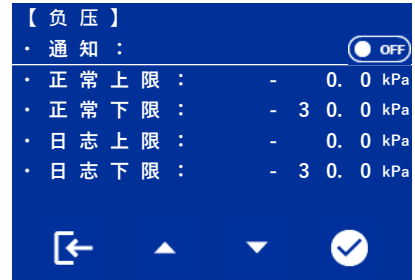 【负压】
・通知： OFF
・正常上限： - 0.0 kPa
・正常下限： - 30.0 kPa
・日志上限： - 0.0 kPa
・日志下限： - 30.0 kPa